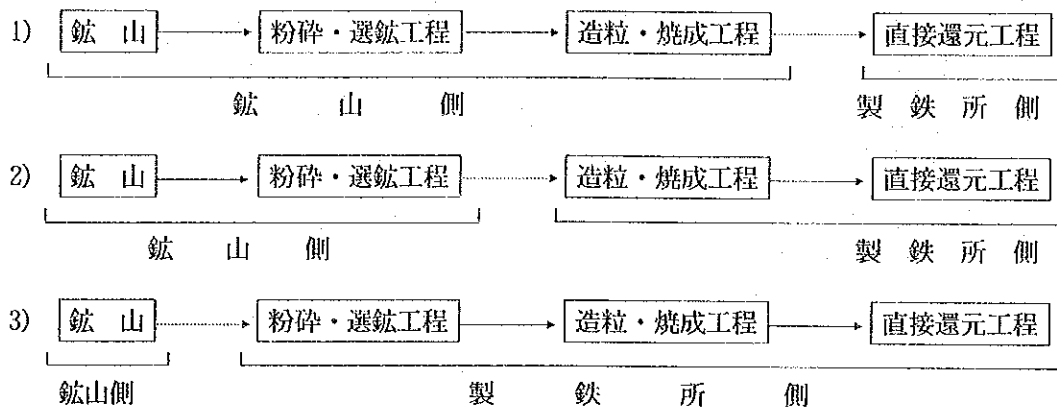 1) 鉱 山 粉砕・選鉱工程 造粒・焼成工程 直接還元工程
鉱 山 側 製 鉄 所 側
2) 鉱 山 粉砕・選鉱工程 造粒・焼成工程 直接還元工程
鉱 山 側 製 鉄 所 側
3) 鉱 山 粉砕・選鉱工程 造粒・焼成工程 直接還元工程
鉱山側 製 鉄 所 側